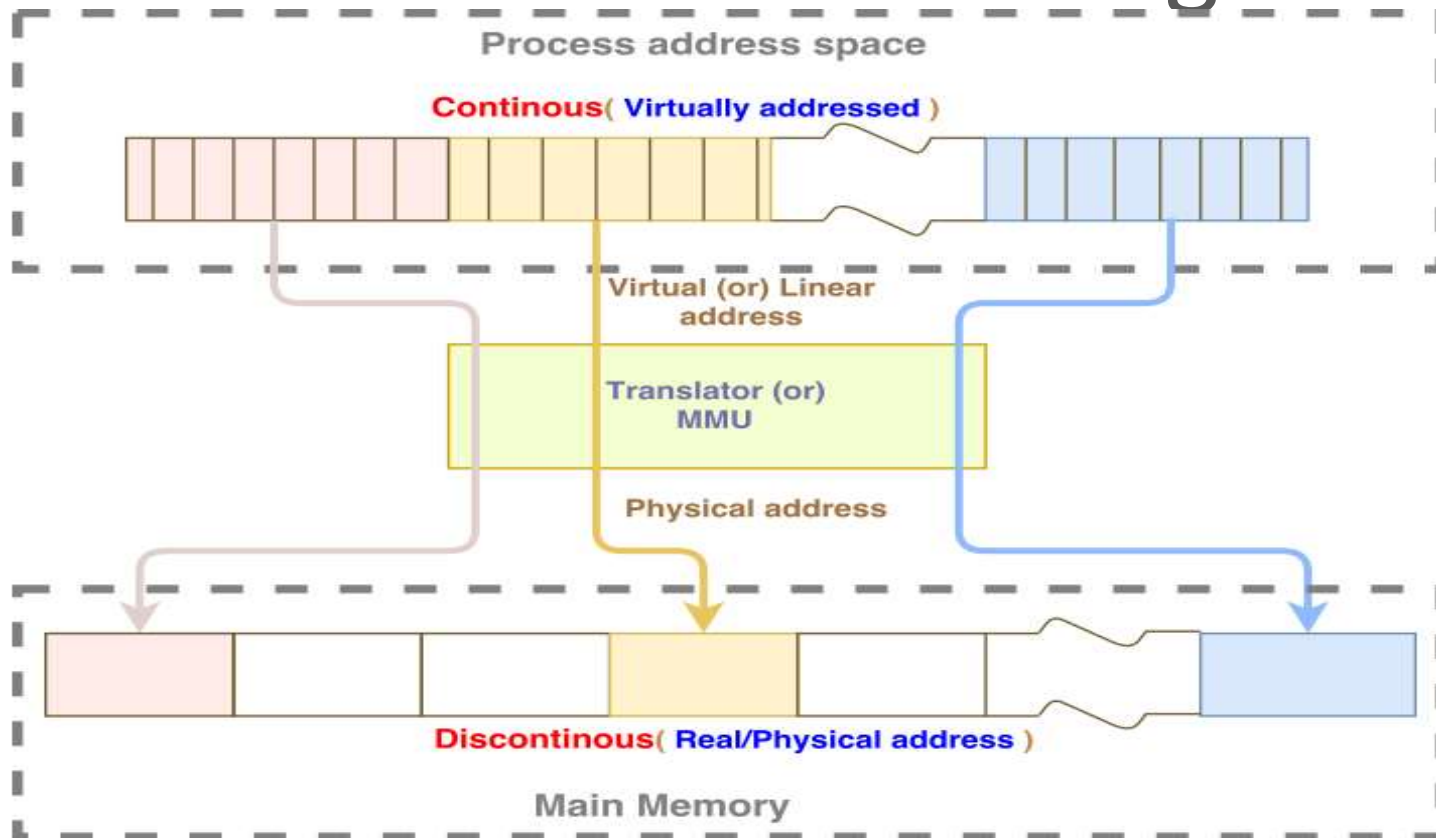 Process address space
Continous( Virtually addressed )
Virtual (or) Linear
address
Translator (or)
MMU
Physical address
Discontinous( Real/Physical address )
Main Memory